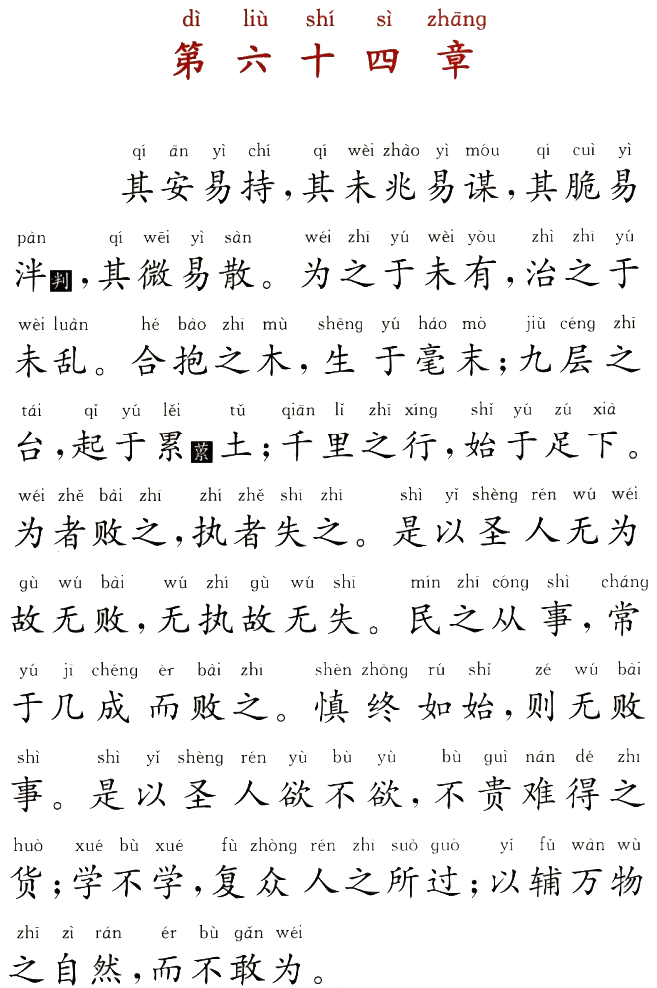 dì liù shí sì zhāng
第六十四章
qí ān yì chí qí wèi zhào yì móu qí cuì yì
其安易持，其未兆易谋，其脆易
pàn qí wēi yì sàn wéi zhī yú wèi yǒu zhì zhī yú
泮判，其微易散。为之于未有，治之于
wèi luàn hé bào zhī mù shēng yú háo mò jiǔ céng zhī
未乱。合抱之木，生于毫末；九层之
tái qǐ yú lěi tǔ qiān lǐ zhī xíng shǐ yú zú xià
台，起于累蔂土；千里之行，始于足下。
wéi zhě bài zhī zhí zhě shī zhī shì yǐ shèng rén wú wéi
为者败之，执者失之。是以圣人无为
gù wú bài wú zhí gù wú shī mín zhī cóng shì cháng
故无败，无执故无失。民之从事，常
yú jī chéng ér bài zhī shèn zhōng rú shǐ zé wú bài
于几成而败之。慎终如始，则无败
shì shì yǐ shèng rén yù bù yù bù guì nán dé zhī
事。是以圣人欲不欲，不贵难得之
huò xué bù xué fù zhòng rén zhī suǒ guò yǐ fǔ wàn wù
货；学不学，复众人之所过；以辅万物
zhī zì rán ér bù gǎn wéi
之自然，而不敢为。